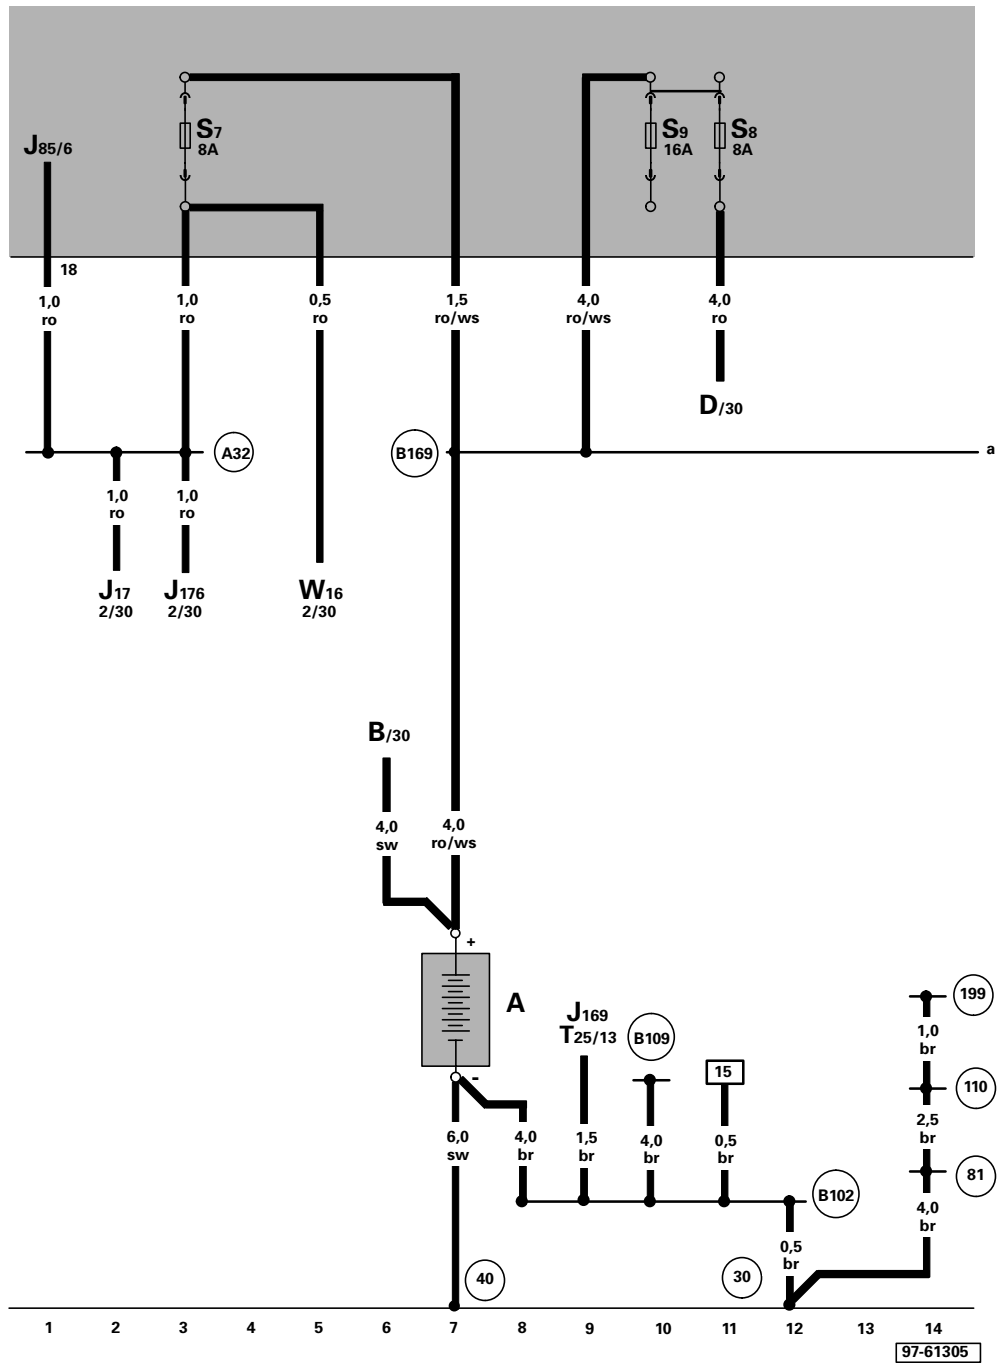 J85/6
S7
8A
S9
16A
S8
8A
18
1,0
ro
1,0
ro
0,5
ro
1,5
ro/ws
4,0
ro/ws
4,0
ro
D/30
A32
B169
a
1,0
ro
1,0
ro
J17
2/30
J176
2/30
W16
2/30
B/30
4,0
sw
4,0
ro/ws
+
A
-
J169
T25/13
B109
15
199
1,0
br
110
2,5
br
81
4,0
br
6,0
sw
4,0
br
1,5
br
4,0
br
0,5
br
B102
0,5
br
40
30
1 2 3 4 5 6 7 8 9 10 11 12 13 14
97-61305